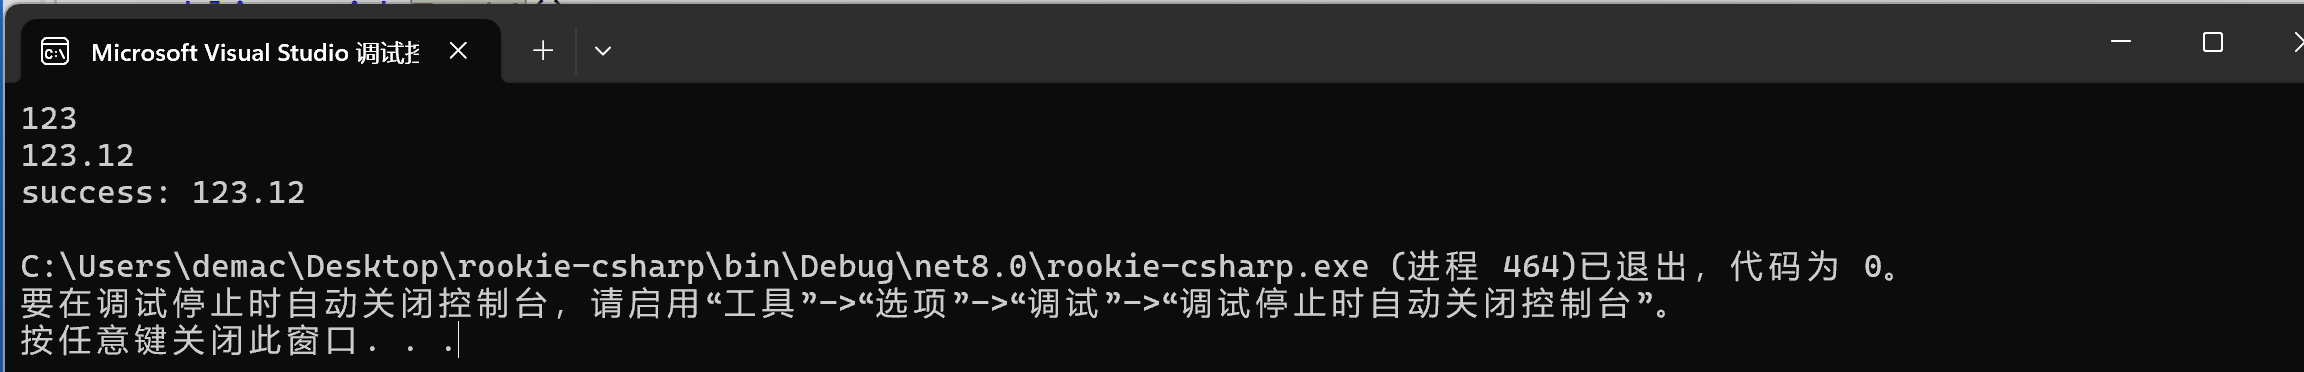 Microsoft Visual Studio 调试控
123
123.12
success: 123.12
C:\Users\demac\Desktop\rookie-csharp\bin\Debug\net8.0\rookie-csharp.exe (进程 464)已退出，代码为 0。
要在调试停止时自动关闭控制台，请启用“工具”->“选项”->“调试”->“调试停止时自动关闭控制台”。
按任意键关闭此窗口. . .